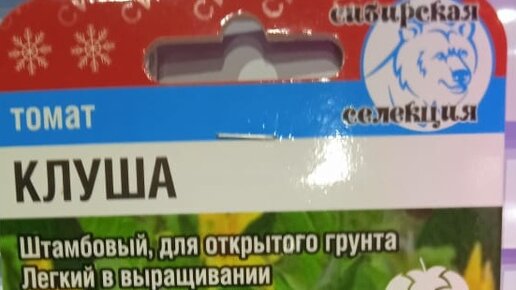 сибирская
селекция
томат
КЛУША
Штамбовый, для открытого грунта
Легкий в выращивании